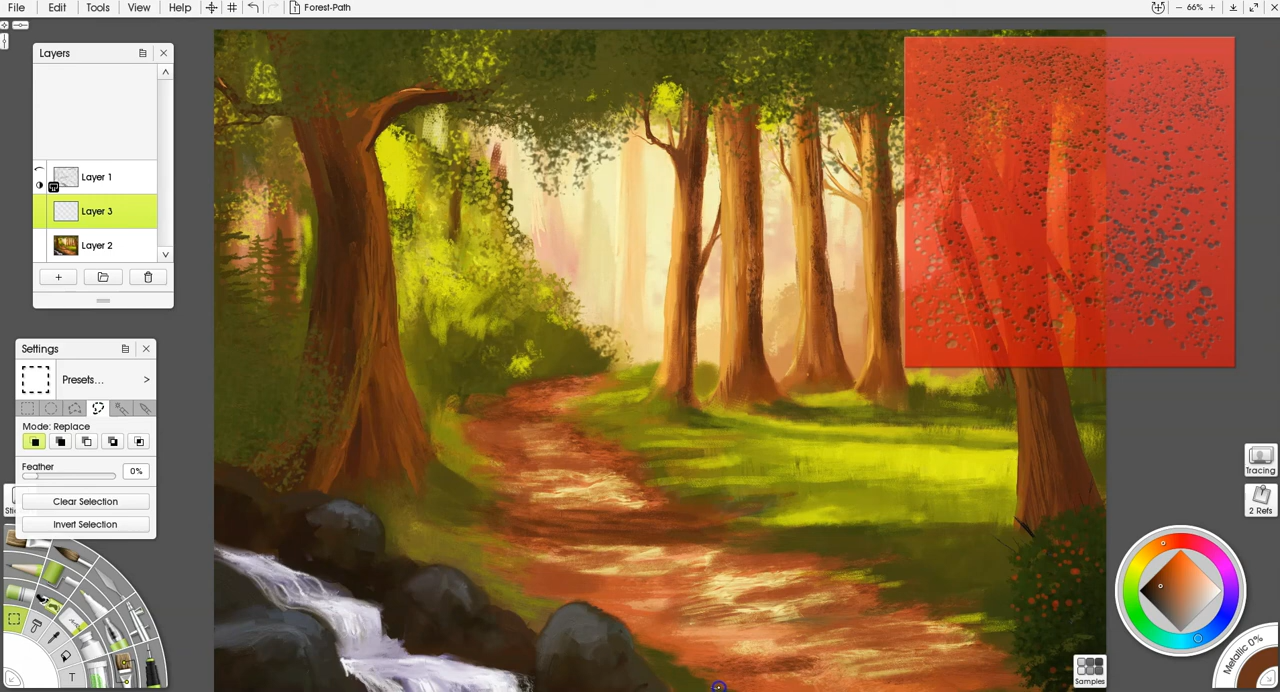 File Edit Tools View Help Forest-Path 66%
Layers
Layer 1
Layer 3
Layer 2
Settings
Presets...
Mode: Replace
Feather
0%
Clear Selection
Invert Selection
T
Tracing
2 Refs
Samples
Metallic 0%